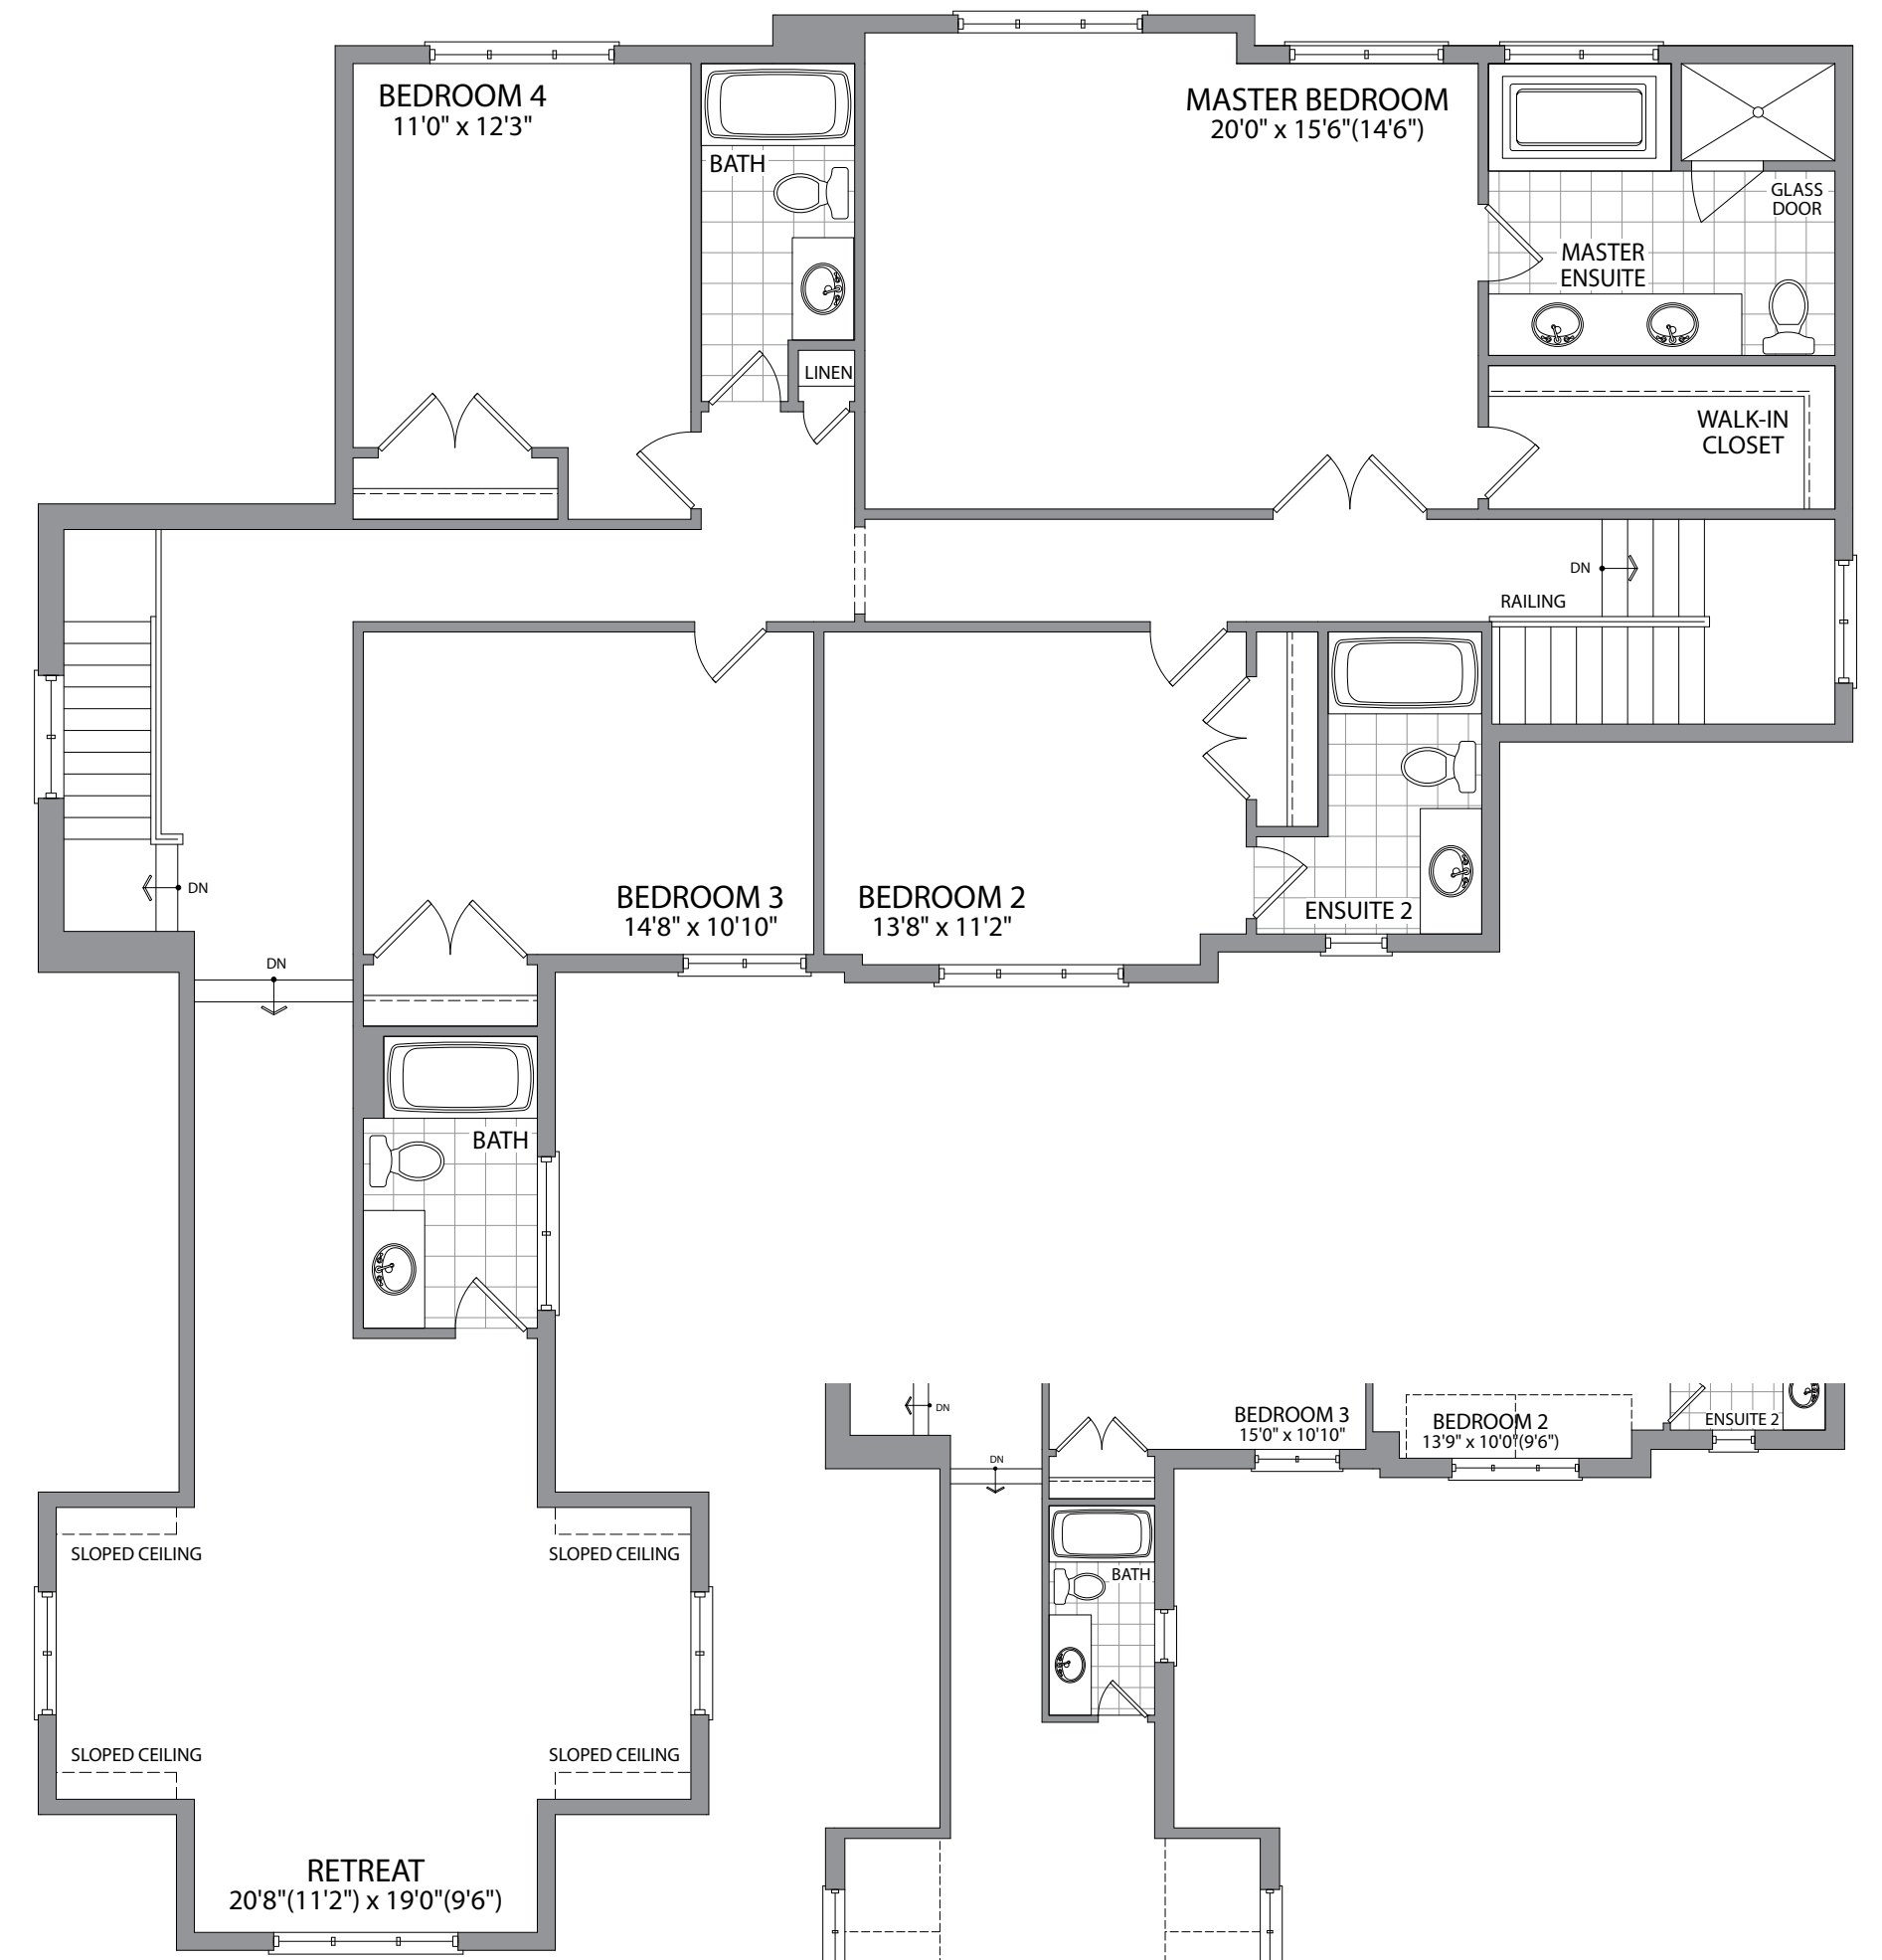 BEDROOM 4
11'0" x 12'3"
BATH
LINEN
MASTER BEDROOM
20'0" x 15'6"(14'6")
GLASS
DOOR
MASTER
ENSUITE
WALK-IN
CLOSET
DN
RAILING
DN
BEDROOM 3
14'8" x 10'10"
BEDROOM 2
13'8" x 11'2"
ENSUITE 2
DN
BATH
SLOPED CEILING
SLOPED CEILING
SLOPED CEILING
SLOPED CEILING
RETREAT
20'8"(11'2") x 19'0"(9'6")
DN
BEDROOM 3
15'0" x 10'10"
BEDROOM 2
13'9" x 10'0"(9'6")
ENSUITE 2
DN
BATH